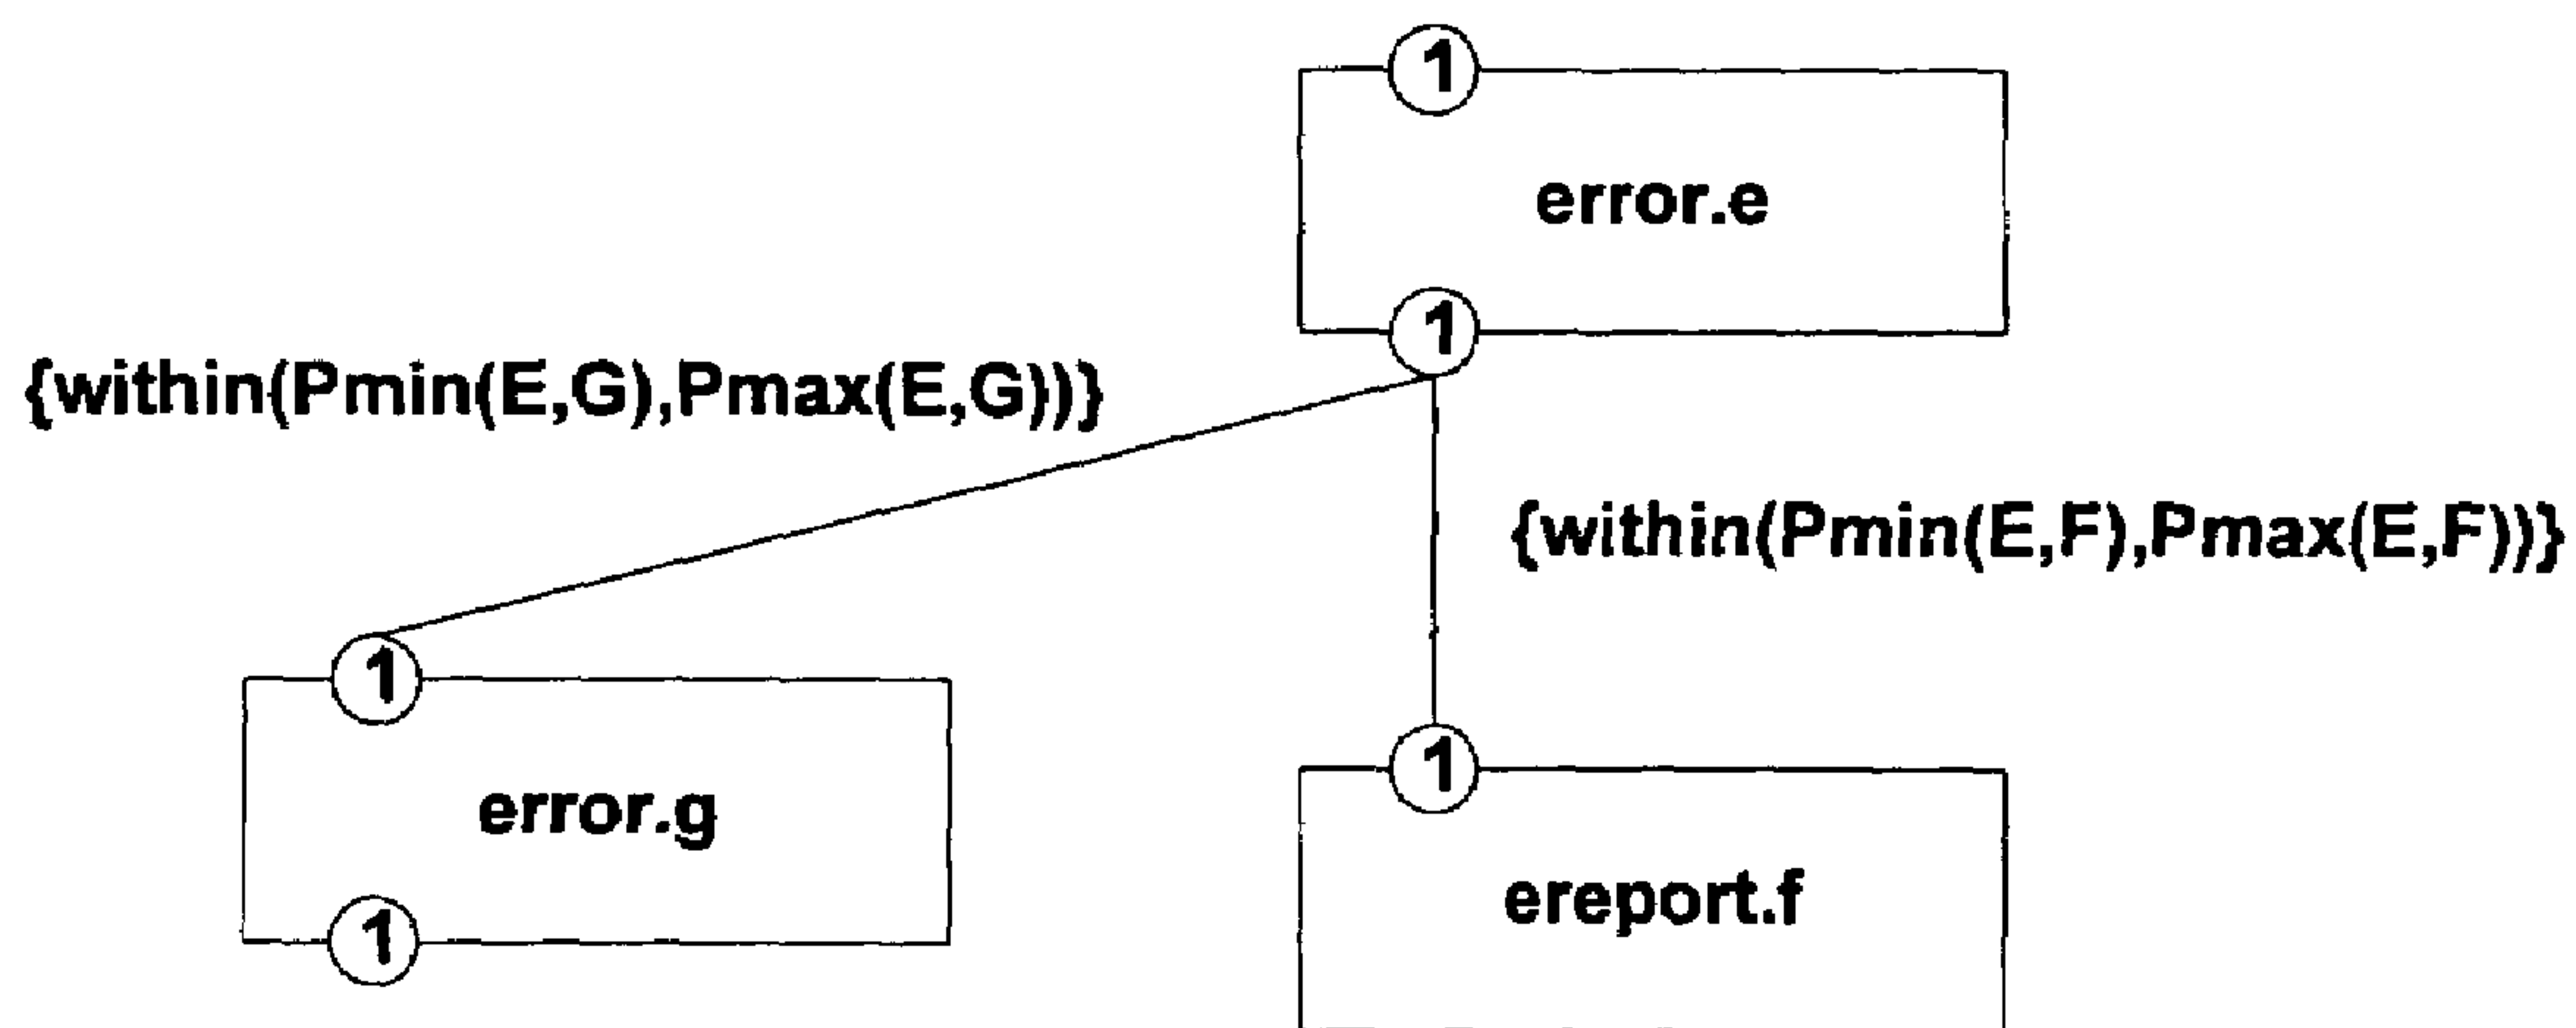 1
error.e
1
{within(Pmin(E,G),Pmax(E,G))}
{within(Pmin(E,F),Pmax(E,F))}
1
1
error.g
ereport.f
1